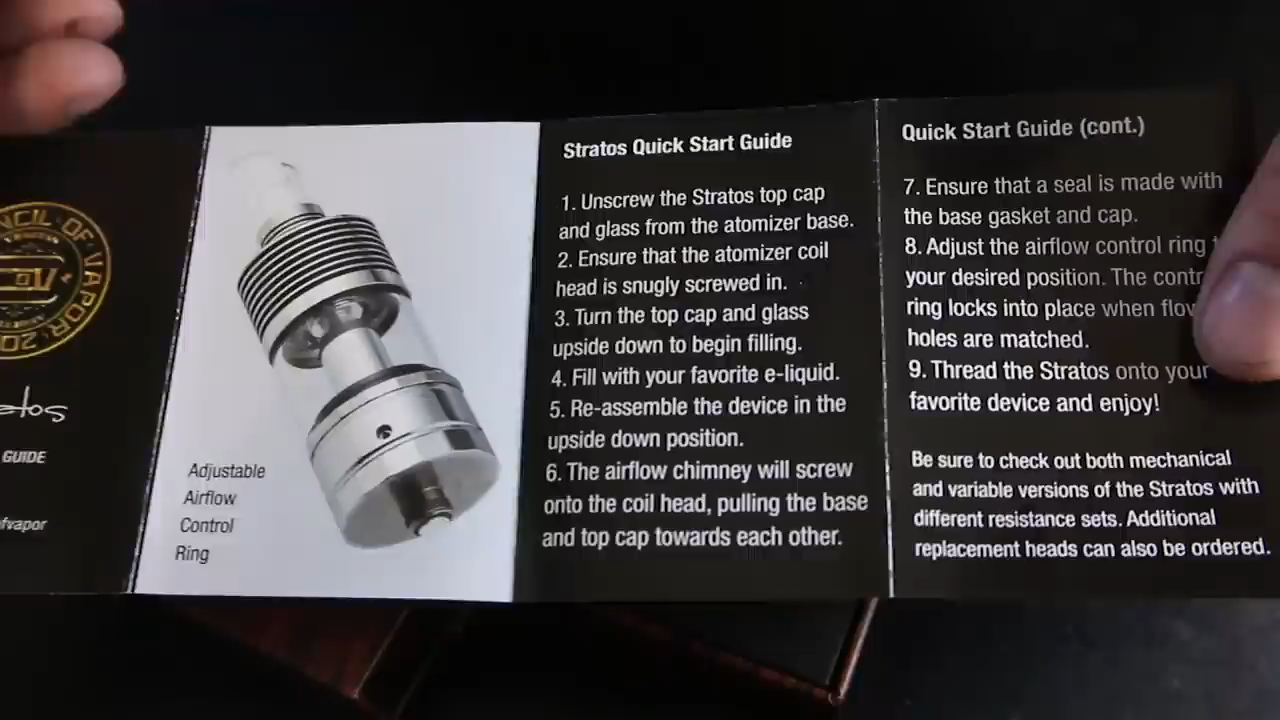 GUIDE
Adjustable
Airflow
Control
Ring
Stratos Quick Start Guide
1. Unscrew the Stratos top cap
and glass from the atomizer base.
2. Ensure that the atomizer coil
head is snugly screwed in.
3. Turn the top cap and glass
upside down to begin filling.
4. Fill with your favorite e-liquid.
5. Re-assemble the device in the
upside down position.
6. The airflow chimney will screw
onto the coil head, pulling the base
and top cap towards each other.
Quick Start Guide (cont.)
7. Ensure that a seal is made with
the base gasket and cap.
8. Adjust the airflow control ring
your desired position. The
ring locks into place when
holes are matched.
9. Thread the Stratos onto your
favorite device and enjoy!
Be sure to check out both mechanical
and variable versions of the Stratos with
different resistance sets. Additional
replacement heads can also be ordered.